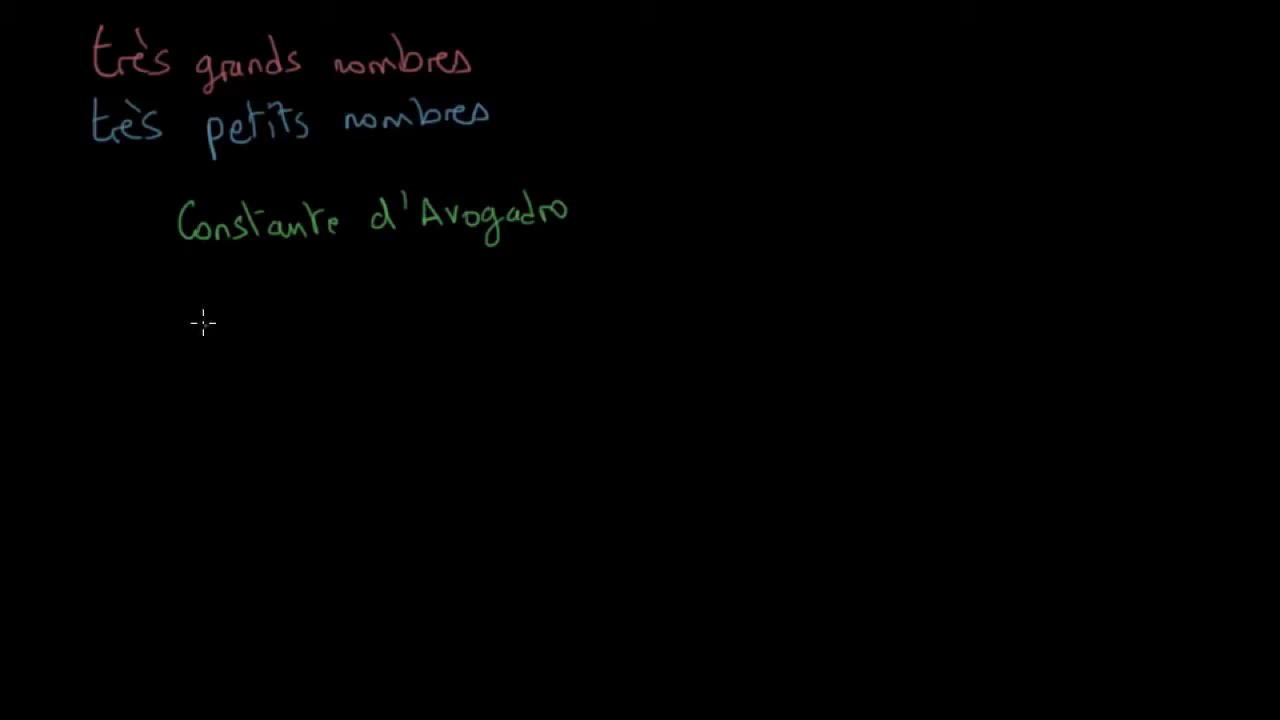 très grands nombres
très petits nombres
Constante d'Avogadro